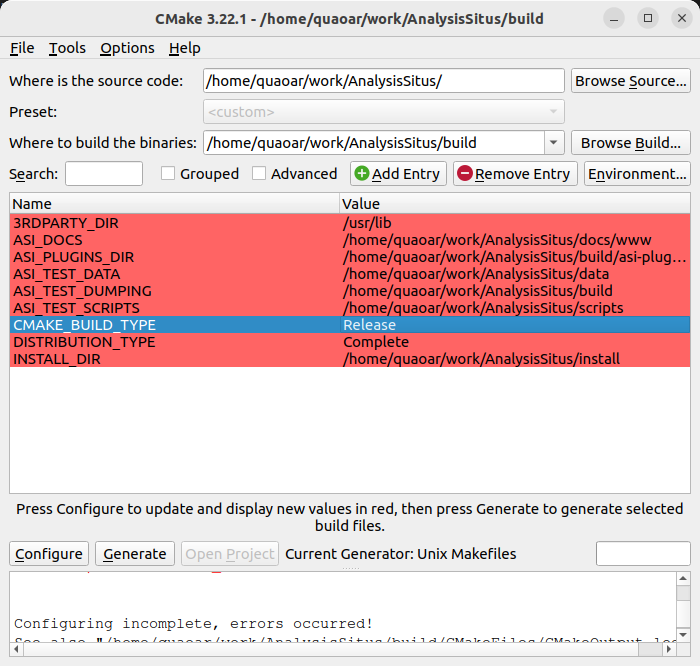 CMake 3.22.1 - /home/quaoar/work/AnalysisSitus/build
File Tools Options Help
Where is the source code: /home/quaoar/work/AnalysisSitus/ Browse Source...
Preset: <custom>
Where to build the binaries: /home/quaoar/work/AnalysisSitus/build Browse Build...
Search: Grouped Advanced Add Entry Remove Entry Environment...
Name Value
3RDPARTY_DIR /usr/lib
ASI_DOCS /home/quaoar/work/AnalysisSitus/docs/www
ASI_PLUGINS_DIR /home/quaoar/work/AnalysisSitus/build/asi-plug...
ASI_TEST_DATA /home/quaoar/work/AnalysisSitus/data
ASI_TEST_DUMPING /home/quaoar/work/AnalysisSitus/build
ASI_TEST_SCRIPTS /home/quaoar/work/AnalysisSitus/scripts
CMAKE_BUILD_TYPE Release
DISTRIBUTION_TYPE Complete
INSTALL_DIR /home/quaoar/work/AnalysisSitus/install
Press Configure to update and display new values in red, then press Generate to generate selected
build files.
Configure Generate Open Project Current Generator: Unix Makefiles
Configuring incomplete, errors occurred!
See also "/home/quaoar/work/AnalysisSitus/build/CMakeFiles/CMakeOutput.log